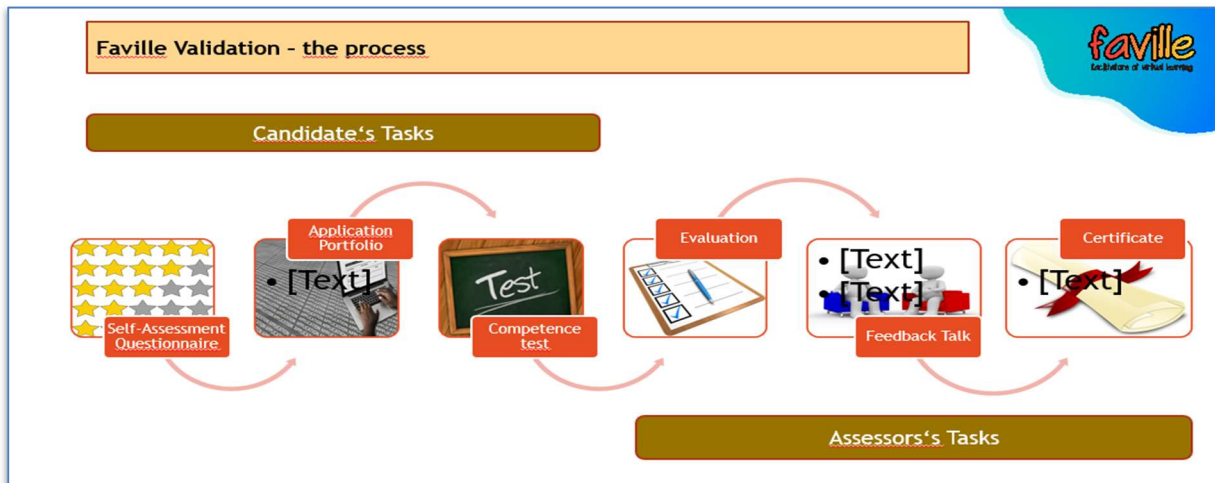 Faville Validation - the process
faville
facilitators of virtual learning
Candidate‘s Tasks
Self-Assessment
Questionnaire
Application
Portfolio
• [Text]
Test
Competence
test
Evaluation
• [Text]
• [Text]
Feedback Talk
Certificate
• [Text]
Assessors‘s Tasks